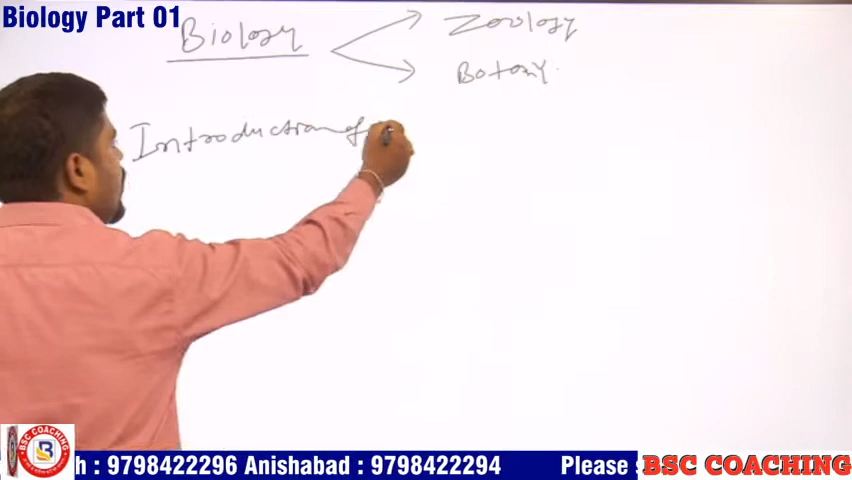 Biology Part 01
Biology
Zoology
Botany
Introduction of
BSC COACHING
B
h : 9798422296 Anishabad : 9798422294
Please s
BSC COACHING